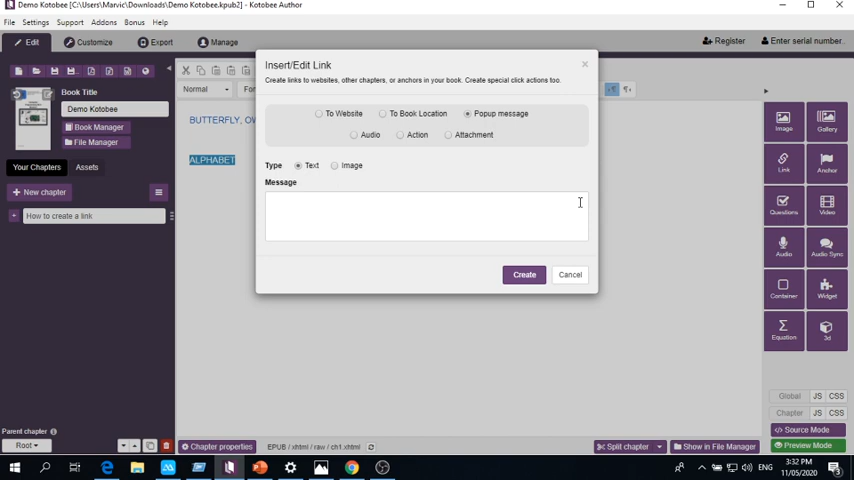 Demo Kotobee [C:\Users\Marvic\Downloads\Demo Kotobee.kpub2] - Kotobee Author
File Settings Support Addons Bonus Help
Edit Customize Export Manage Register Enter serial number..
Book Title
Demo Kotobee
Book Manager
File Manager
Your Chapters Assets
New chapter
How to create a link
Parent chapter
Root
Normal
BUTTERFLY, OW
ALPHABET
Insert/Edit Link
Create links to websites, other chapters, or anchors in your book. Create special click actions too.
To Website To Book Location Popup message
Audio Action Attachment
Type Text Image
Message
Create Cancel
Image Gallery
Link Anchor
Questions Video
Audio Audio Sync
Container Widget
Equation 3d
Global JS CSS
Chapter JS CSS
Source Mode
Preview Mode
Chapter properties EPUB / xhtml / raw / ch1.xhtml Split chapter Show in File Manager
ENG
3:32 PM
11/05/2020
3